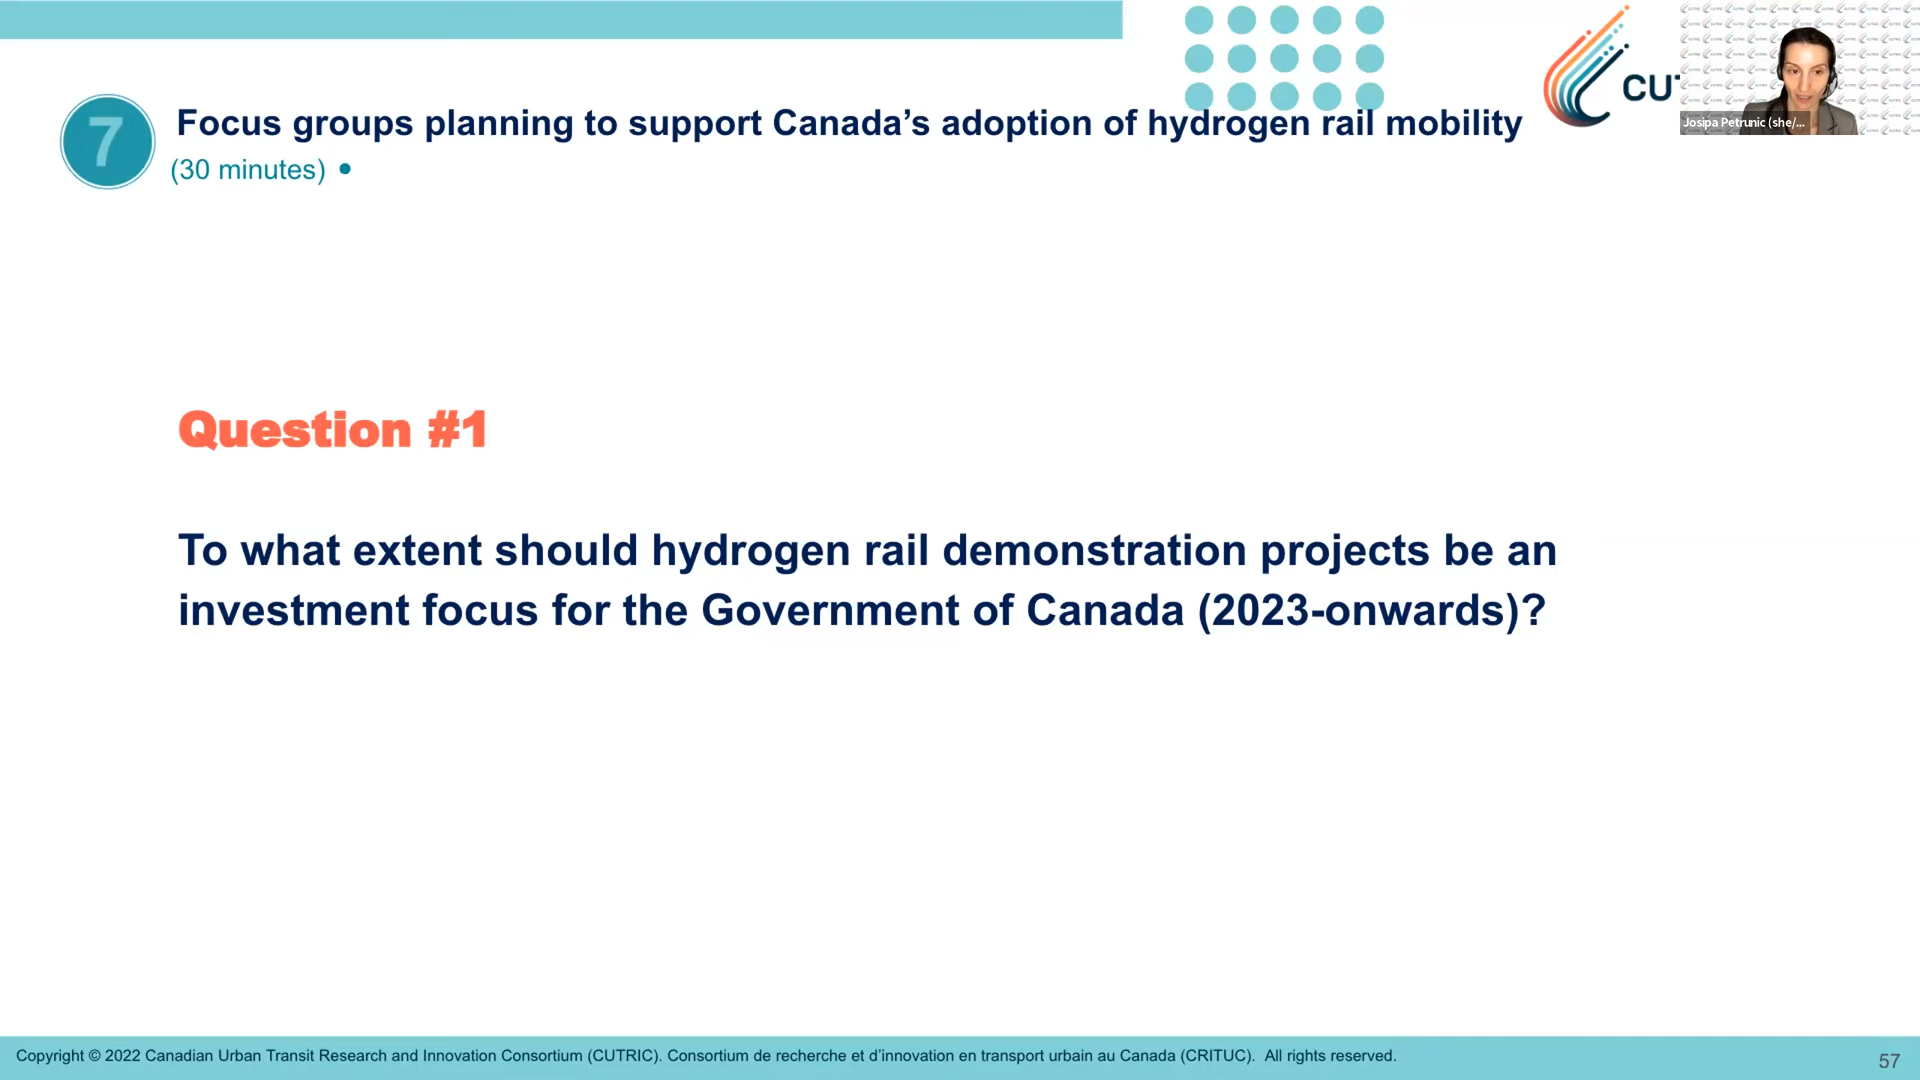 7
Focus groups planning to support Canada’s adoption of hydrogen rail mobility
(30 minutes) •
CUT
Josipa Petrunic (she/...
Question #1
To what extent should hydrogen rail demonstration projects be an
investment focus for the Government of Canada (2023-onwards)?
Copyright © 2022 Canadian Urban Transit Research and Innovation Consortium (CUTRIC). Consortium de recherche et d’innovation en transport urbain au Canada (CRITUC). All rights reserved.
57